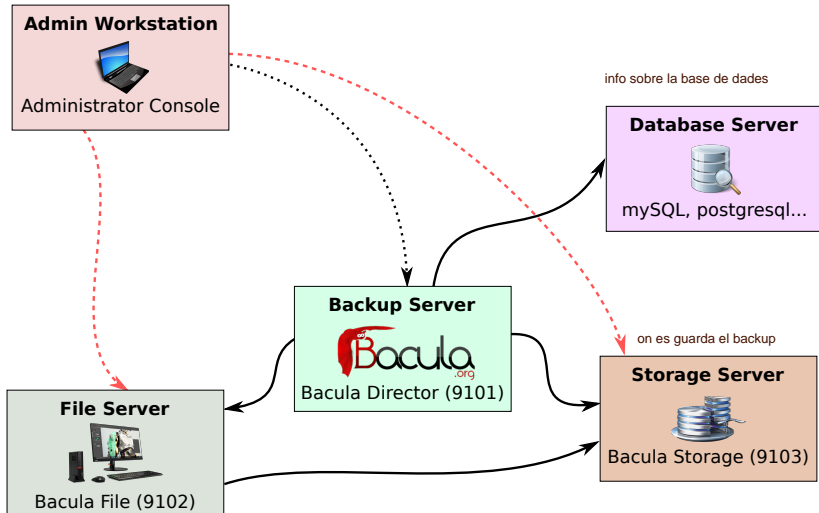 Admin Workstation
Administrator Console
info sobre la base de dades
Database Server
mySQL, postgresql...
Backup Server
Bacula
.org
Bacula Director (9101)
on es guarda el backup
Storage Server
Bacula Storage (9103)
File Server
Bacula File (9102)